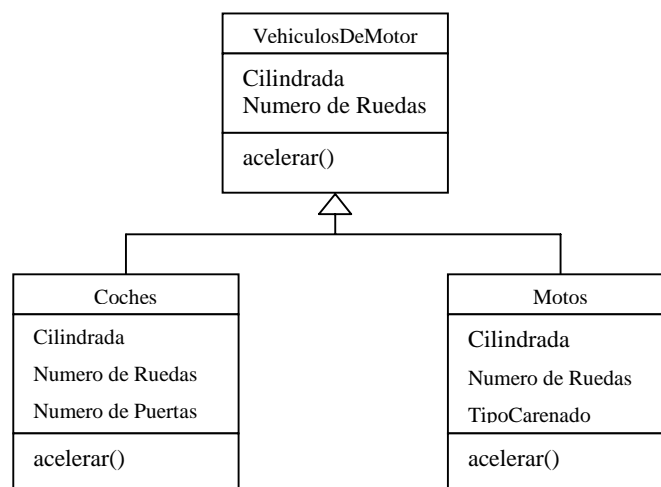 VehiculosDeMotor
Cilindrada
Numero de Ruedas
acelerar()
Coches
Cilindrada
Numero de Ruedas
Numero de Puertas
acelerar()
Motos
Cilindrada
Numero de Ruedas
TipoCarenado
acelerar()